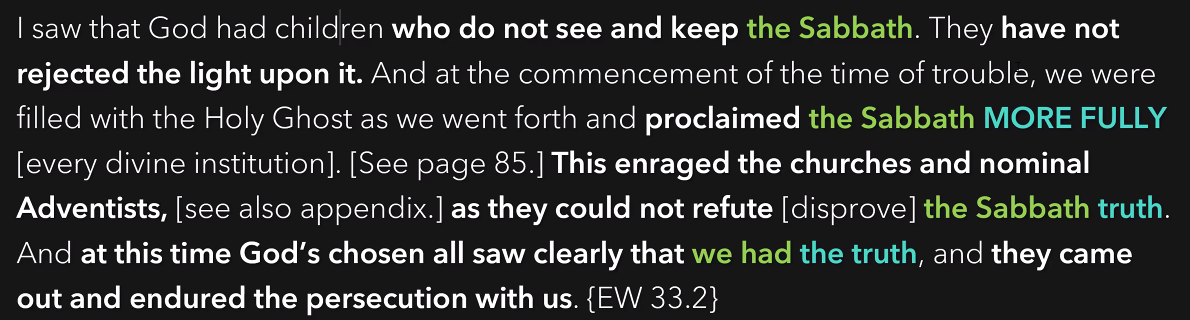 I saw that God had children who do not see and keep the Sabbath. They have not
rejected the light upon it. And at the commencement of the time of trouble, we were
filled with the Holy Ghost as we went forth and proclaimed the Sabbath MORE FULLY
[every divine institution]. [See page 85.] This enraged the churches and nominal
Adventists, [see also appendix.] as they could not refute [disprove] the Sabbath truth.
And at this time God’s chosen all saw clearly that we had the truth, and they came
out and endured the persecution with us. {EW 33.2}